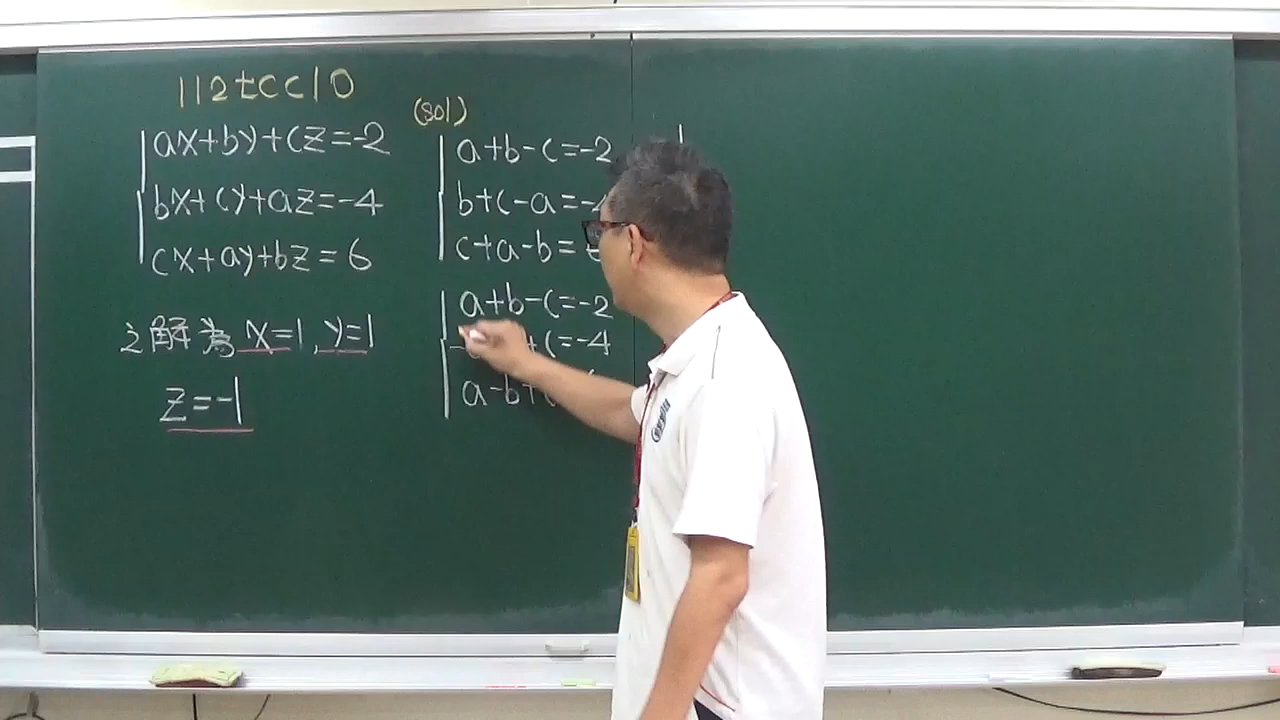 112tcc10
ax+by+cz=-2
bx+cy+az=-4
cx+ay+bz=6
之解為 x=1, y=1
z=-1
(sol)
a+b-c=-2
b+c-a=
c+a-b=
a+b-c=-2
c=-4
a-b+